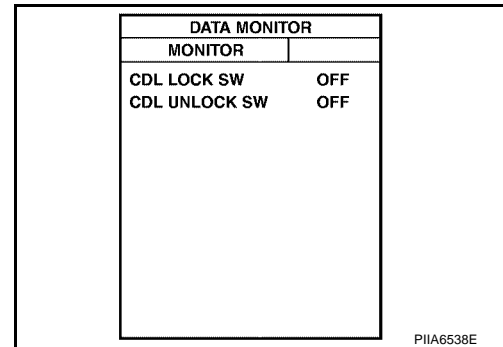 DATA MONITOR
MONITOR
CDL LOCK SW OFF
CDL UNLOCK SW OFF
PIIA6538E